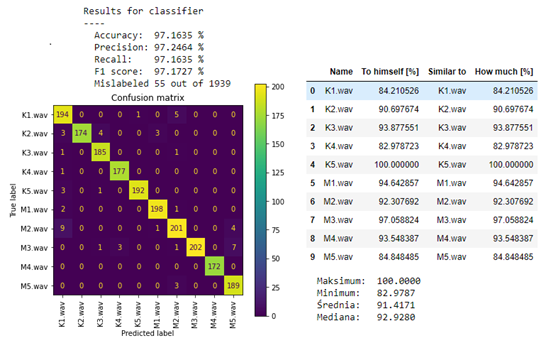 Results for classifier
----
Accuracy: 97.1635 %
Precision: 97.2464 %
Recall: 97.1635 %
F1 score: 97.1727 %
Mislabeled 55 out of 1939
Confusion matrix
K1.wav 194 0 0 0 1 0 5 0 0 0
K2.wav 3 174 4 0 0 3 0 0 0 0
K3.wav 1 0 185 0 0 0 0 0 0 0
K4.wav 1 0 0 177 0 0 0 0 0 0
K5.wav 3 0 1 0 192 0 0 0 0 0
M1.wav 2 0 0 0 0 198 1 0 0 0
M2.wav 9 0 0 0 0 1 201 0 0 4
M3.wav 0 0 1 3 0 0 1 202 0 7
M4.wav 0 0 0 0 0 0 0 0 172 0
M5.wav 0 0 0 0 0 0 3 0 0 189
K1.wav K2.wav K3.wav K4.wav K5.wav M1.wav M2.wav M3.wav M4.wav M5.wav
Predicted label
True label
200
175
150
125
100
75
50
25
0
Name To himself [%] Similar to How much [%]
0 K1.wav 84.210526 K1.wav 84.210526
1 K2.wav 90.697674 K2.wav 90.697674
2 K3.wav 93.877551 K3.wav 93.877551
3 K4.wav 82.978723 K4.wav 82.978723
4 K5.wav 100.000000 K5.wav 100.000000
5 M1.wav 94.642857 M1.wav 94.642857
6 M2.wav 92.307692 M2.wav 92.307692
7 M3.wav 97.058824 M3.wav 97.058824
8 M4.wav 93.548387 M4.wav 93.548387
9 M5.wav 84.848485 M5.wav 84.848485
Maksimum: 100.0000
Minimum: 82.9787
Średnia: 91.4171
Mediana: 92.9280